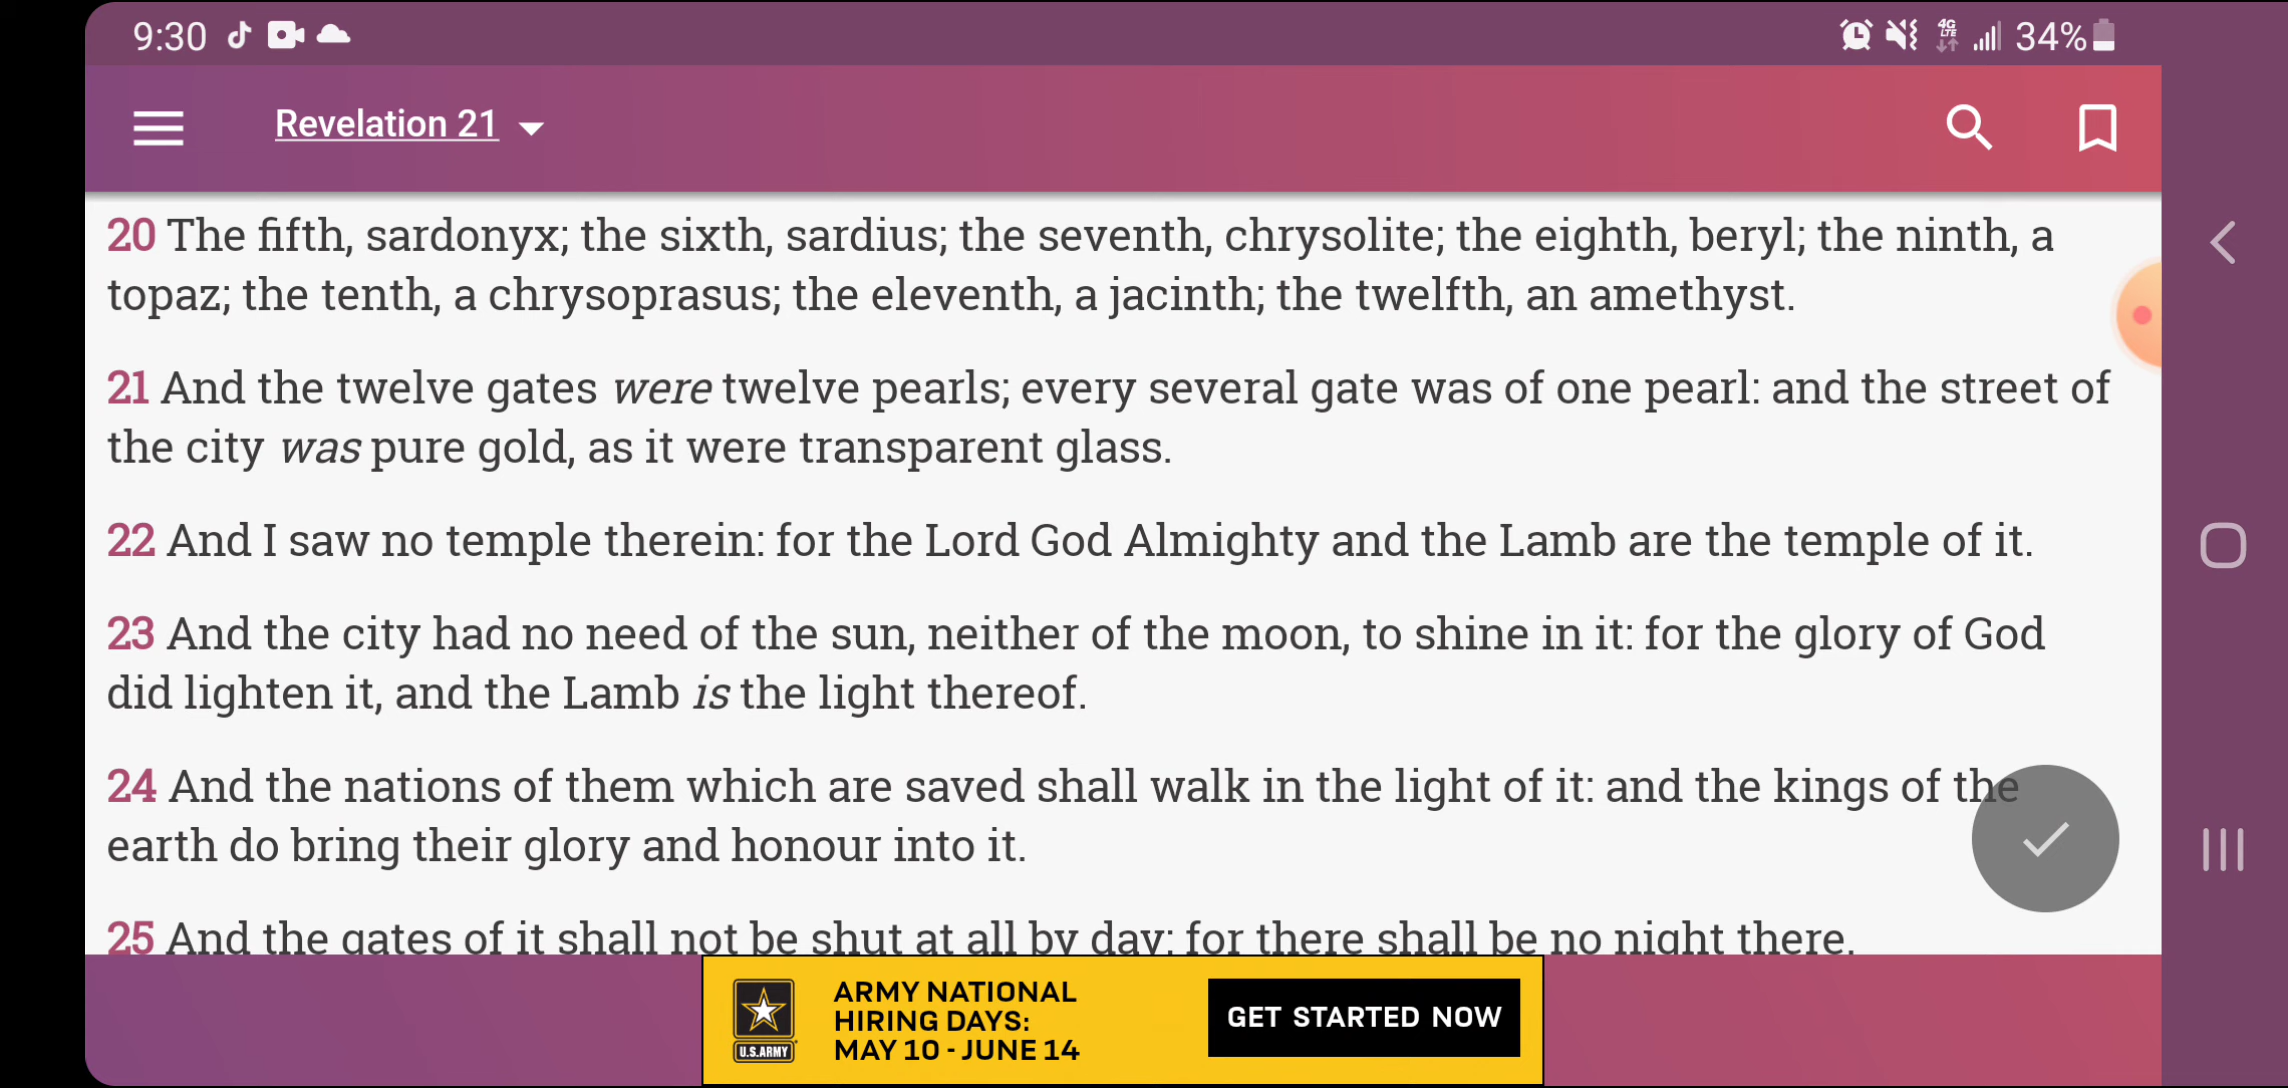 9:30
4G
LTE
34%
Revelation 21
20 The fifth, sardonyx; the sixth, sardius; the seventh, chrysolite; the eighth, beryl; the ninth, a
topaz; the tenth, a chrysoprasus; the eleventh, a jacinth; the twelfth, an amethyst.
21 And the twelve gates were twelve pearls; every several gate was of one pearl: and the street of
the city was pure gold, as it were transparent glass.
22 And I saw no temple therein: for the Lord God Almighty and the Lamb are the temple of it.
23 And the city had no need of the sun, neither of the moon, to shine in it: for the glory of God
did lighten it, and the Lamb is the light thereof.
24 And the nations of them which are saved shall walk in the light of it: and the kings of the
earth do bring their glory and honour into it.
25 And the gates of it shall not be shut at all by day: for there shall be no night there.
U.S.ARMY
ARMY NATIONAL
HIRING DAYS:
MAY 10 - JUNE 14
GET STARTED NOW